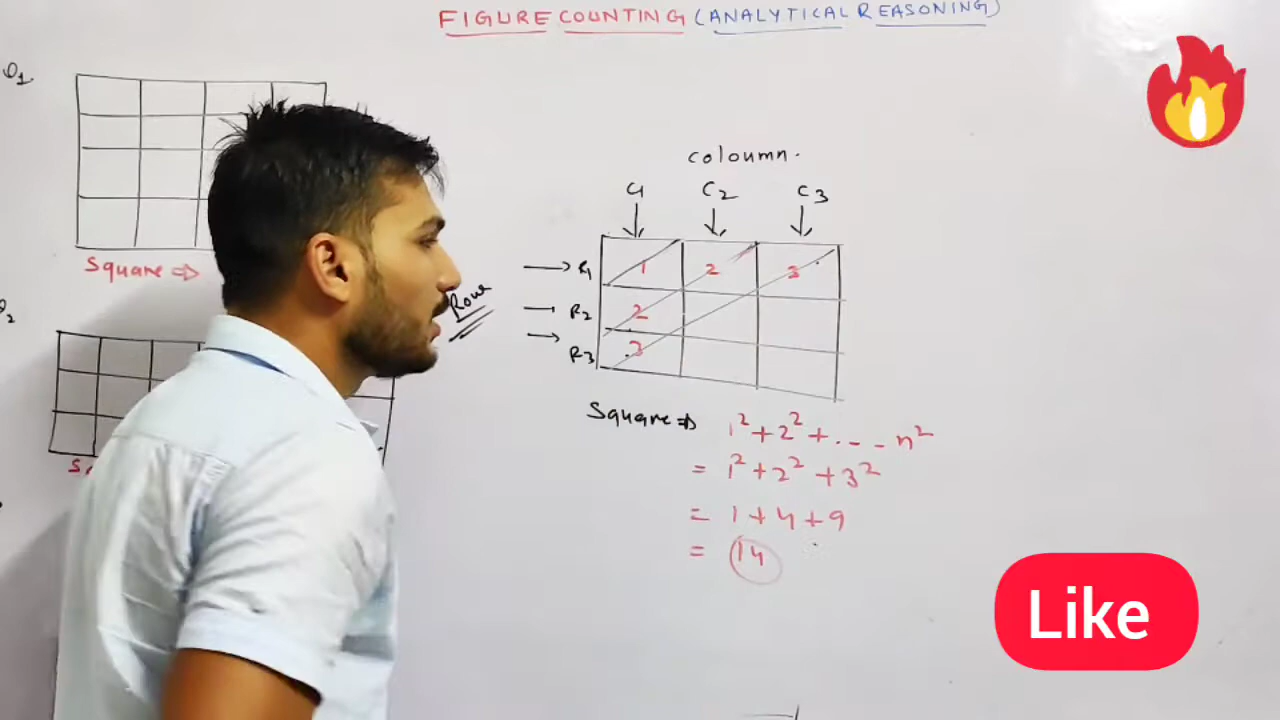 FIGURE COUNTING (ANALYTICAL REASONING)
Q1
Square ⇒
coloumn.
C1 C2 C3
R1 1 2 3
Rows
R2 2
R3 3
Square ⇒ 1² + 2² + ... n²
= 1² + 2² + 3²
= 1 + 4 + 9
= 14
Like